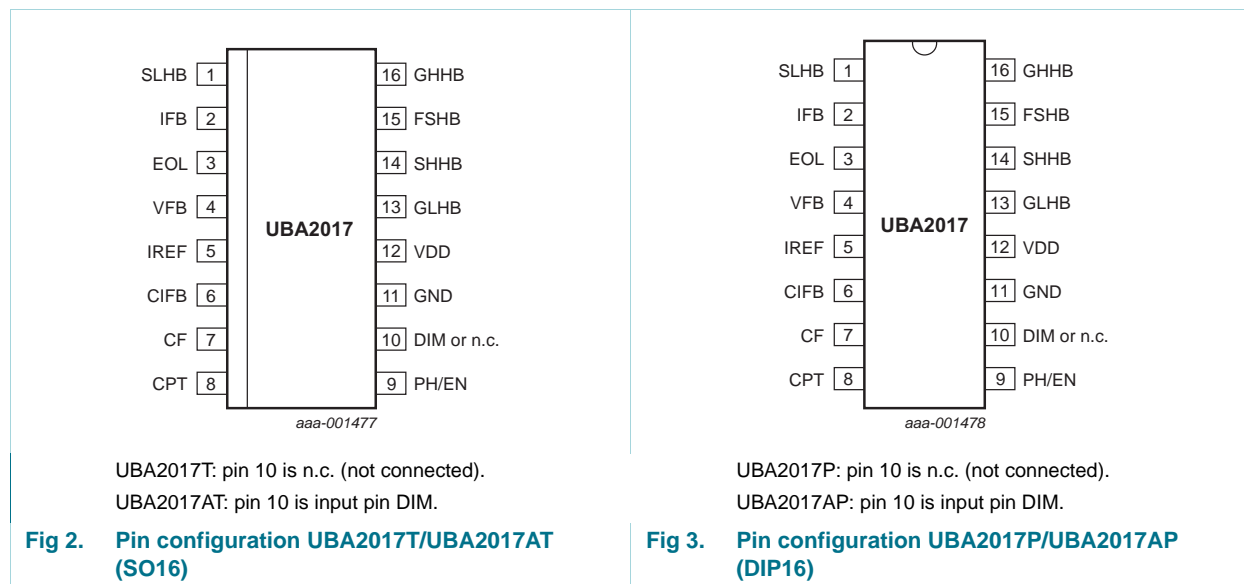 SLHB 1
16 GHHB
IFB 2
15 FSHB
EOL 3
14 SHHB
VFB 4
13 GLHB
UBA2017
IREF 5
12 VDD
CIFB 6
11 GND
CF 7
10 DIM or n.c.
CPT 8
9 PH/EN
aaa-001477
UBA2017T: pin 10 is n.c. (not connected).
UBA2017AT: pin 10 is input pin DIM.
Fig 2. Pin configuration UBA2017T/UBA2017AT
(SO16)
SLHB 1
16 GHHB
IFB 2
15 FSHB
EOL 3
14 SHHB
VFB 4
13 GLHB
UBA2017
IREF 5
12 VDD
CIFB 6
11 GND
CF 7
10 DIM or n.c.
CPT 8
9 PH/EN
aaa-001478
UBA2017P: pin 10 is n.c. (not connected).
UBA2017AP: pin 10 is input pin DIM.
Fig 3. Pin configuration UBA2017P/UBA2017AP
(DIP16)